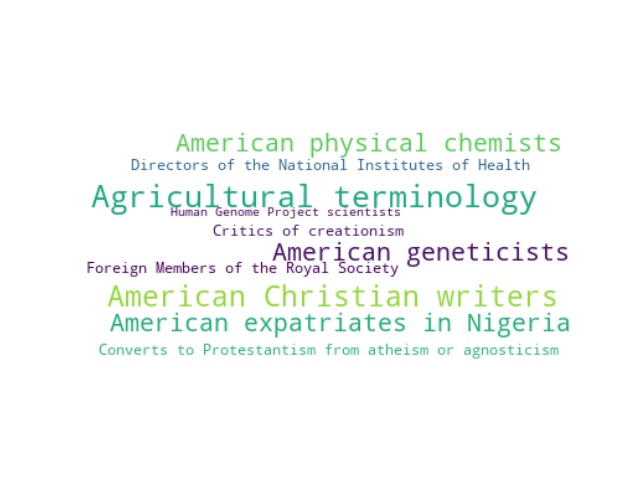 American physical chemists
Directors of the National Institutes of Health
Agricultural terminology
Human Genome Project scientists
Critics of creationism
American geneticists
Foreign Members of the Royal Society
American Christian writers
American expatriates in Nigeria
Converts to Protestantism from atheism or agnosticism